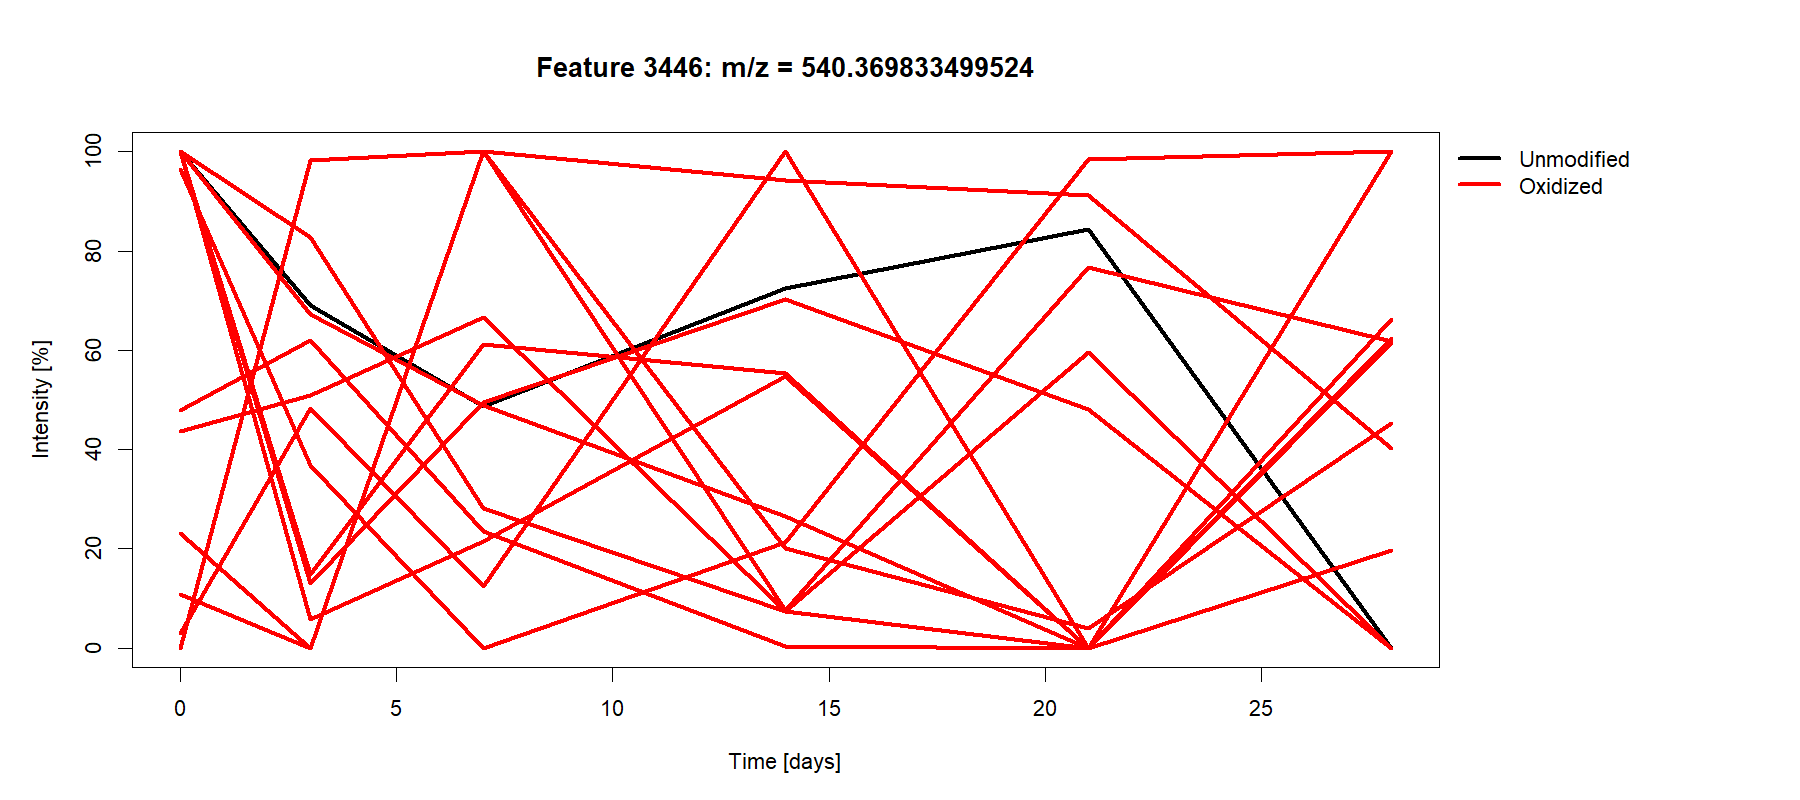 Feature 3446: m/z = 540.369833499524
Unmodified
Oxidized
Intensity [%]
100
80
60
40
20
0
0 5 10 15 20 25
Time [days]